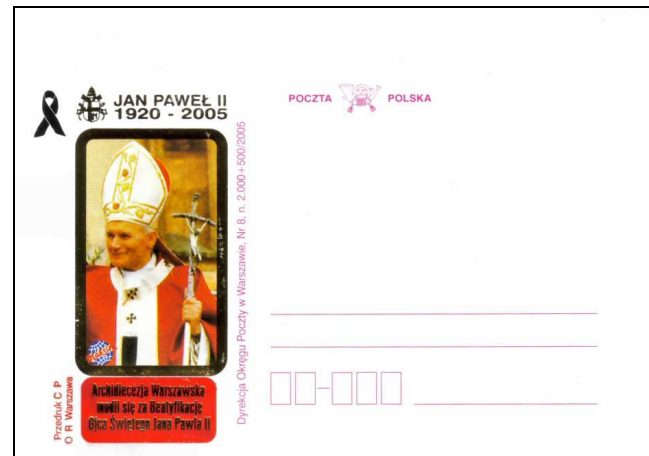 JAN PAWEŁ II
1920 - 2005
POCZTA POLSKA
Dyrekcja Okręgu Poczty w Warszawie. Nr 8. n. 2.000+500/2005
Przedruk C P
O R Warszawa
Archidiecezja Warszawska
modli się za Beatyfikację
Ojca Świętego Jana Pawła II